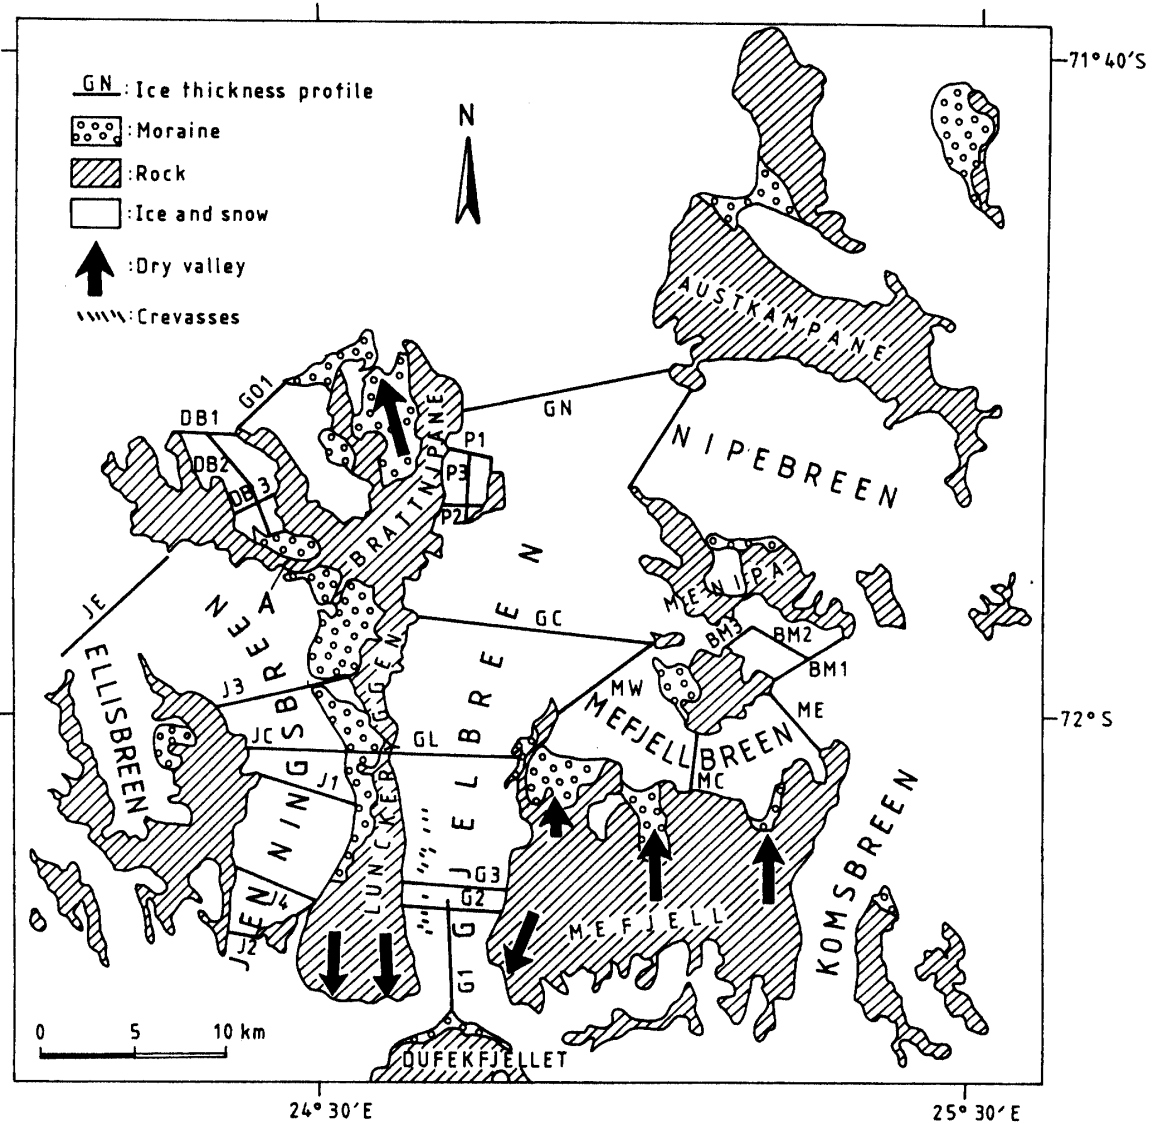 71°40'S
GN : Ice thickness profile
:Moraine
:Rock
:Ice and snow
:Dry valley
:Crevasses
N
AUSTKAMPANE
GN
GO1
DB1
DB2
DB3
P1
P3
P2
BRATTNIPANE
NIPEBREEN
MEFNIPA
A
JE
GC
BM3
BM2
BM1
J3
MW
ME
72°S
ELLISBREEN
JENNINGSBREEN
GJELBREEN
MEFJELL BREEN
JC
GL
MC
J1
LUNCKERYGGEN
KOMSBREEN
G3
G2
J4
J2
G1
MEFJELL
0 5 10 km
DUFEKFJELLET
24°30'E
25°30'E